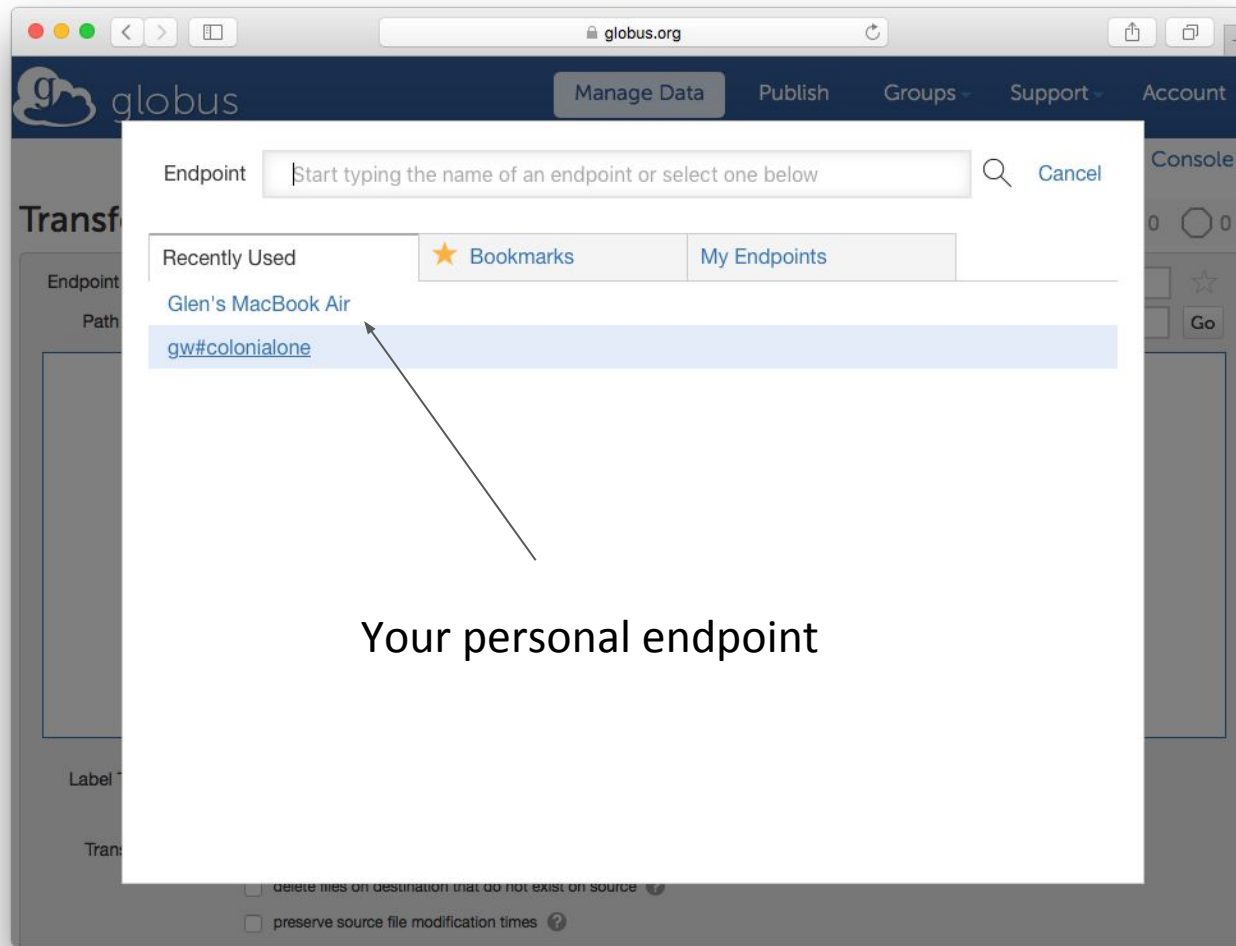 globus.org
globus
Manage Data Publish Groups Support Account
Console
Endpoint Start typing the name of an endpoint or select one below Cancel
Transf
0 0
Recently Used Bookmarks My Endpoints
Endpoint
Glen's MacBook Air
Path Go
gw#colonialone
Your personal endpoint
Label T
Trans
delete files on destination that do not exist on source ?
preserve source file modification times ?